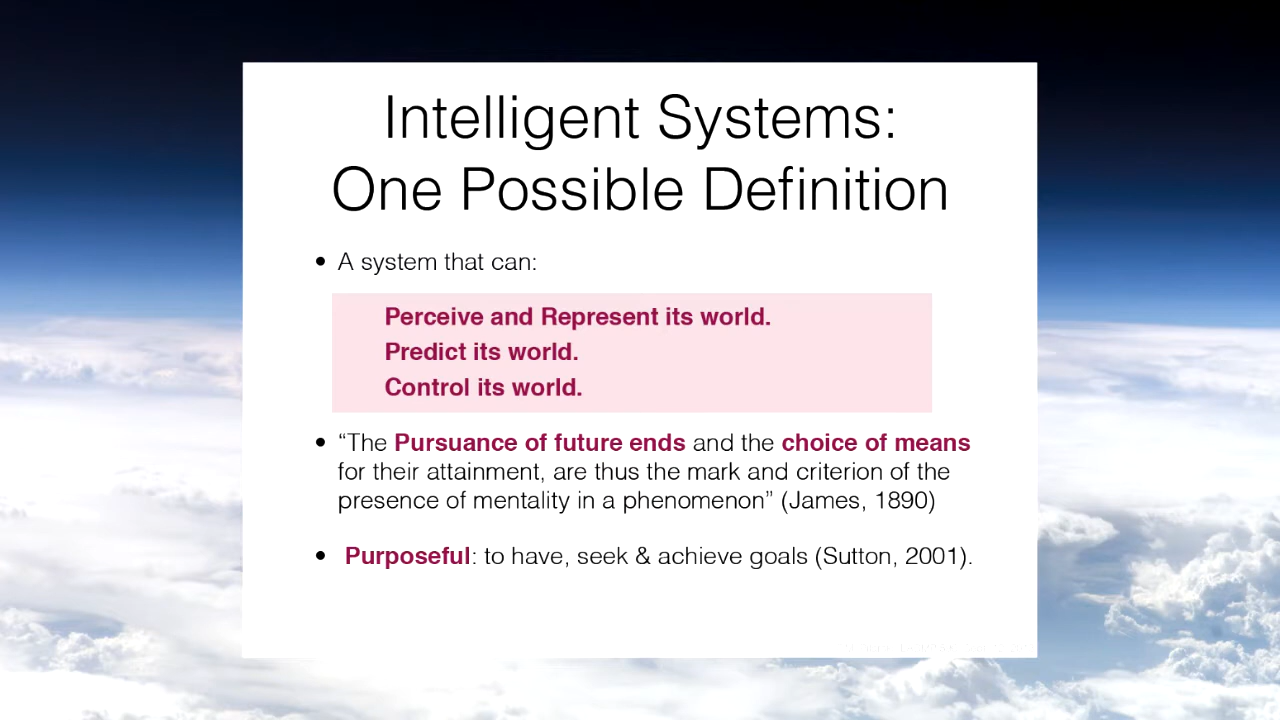 Intelligent Systems:
One Possible Definition
• A system that can:
Perceive and Represent its world.
Predict its world.
Control its world.
• “The Pursuance of future ends and the choice of means
for their attainment, are thus the mark and criterion of the
presence of mentality in a phenomenon” (James, 1890)
• Purposeful: to have, seek & achieve goals (Sutton, 2001).